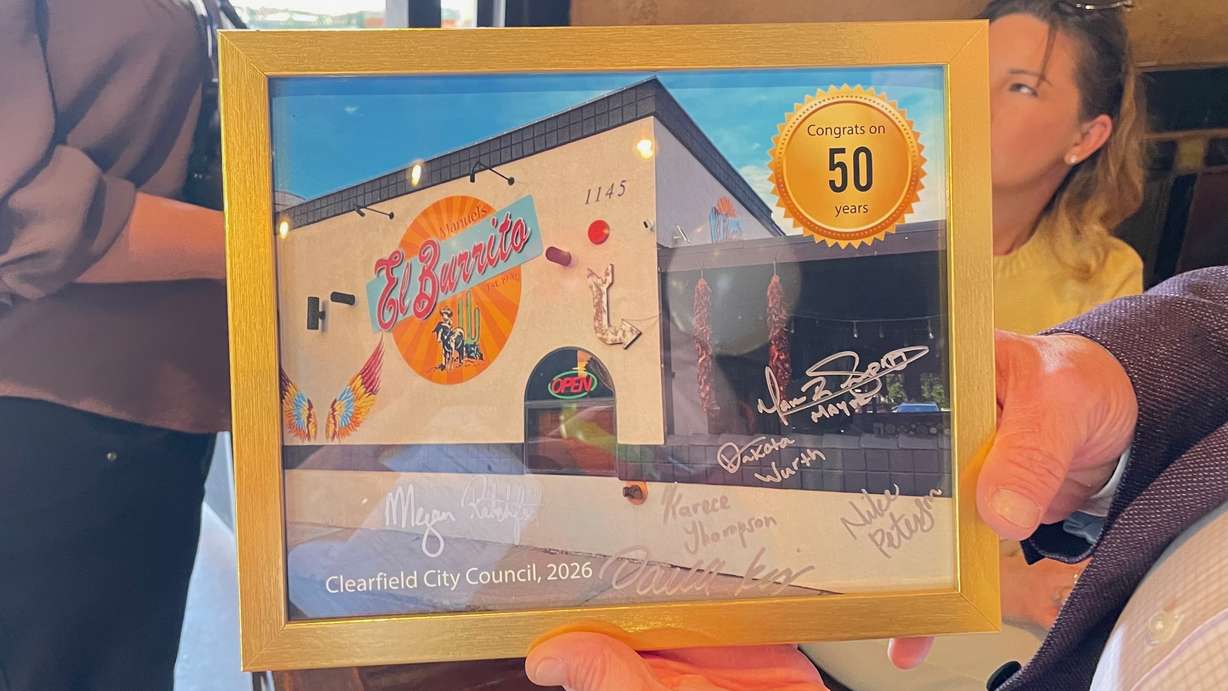 Congrats on
50
years
1145
Manuel's
El Burrito
OPEN
Mayor
Dakota
Wurth
Megan
Karece
Thompson
Nike
Peterson
Clearfield City Council, 2026